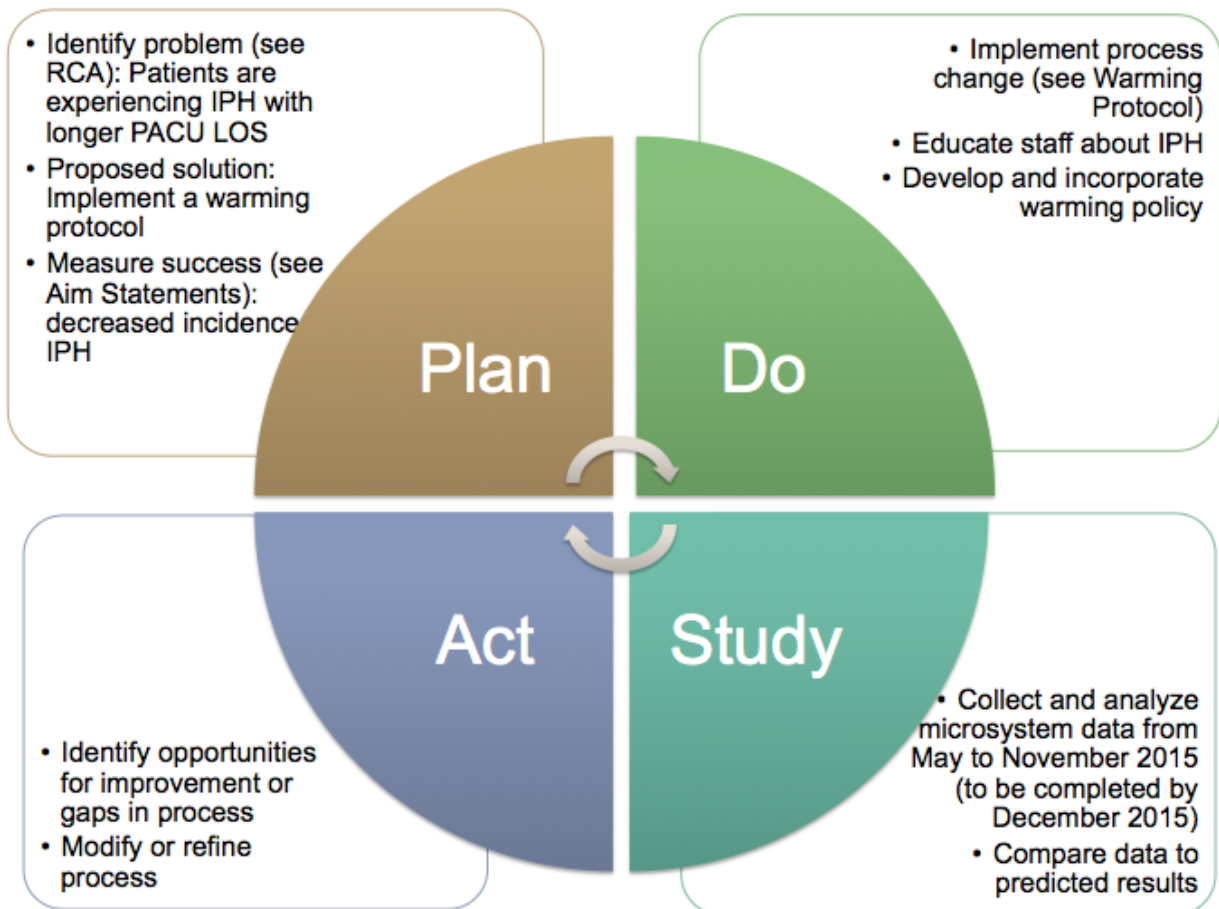 • Identify problem (see
RCA): Patients are
experiencing IPH with
longer PACU LOS
• Proposed solution:
Implement a warming
protocol
• Measure success (see
Aim Statements):
decreased incidence
IPH
Plan
• Implement process
change (see Warming
Protocol)
• Educate staff about IPH
• Develop and incorporate
warming policy
Do
Act
• Identify opportunities
for improvement or
gaps in process
• Modify or refine
process
Study
• Collect and analyze
microsystem data from
May to November 2015
(to be completed by
December 2015)
• Compare data to
predicted results